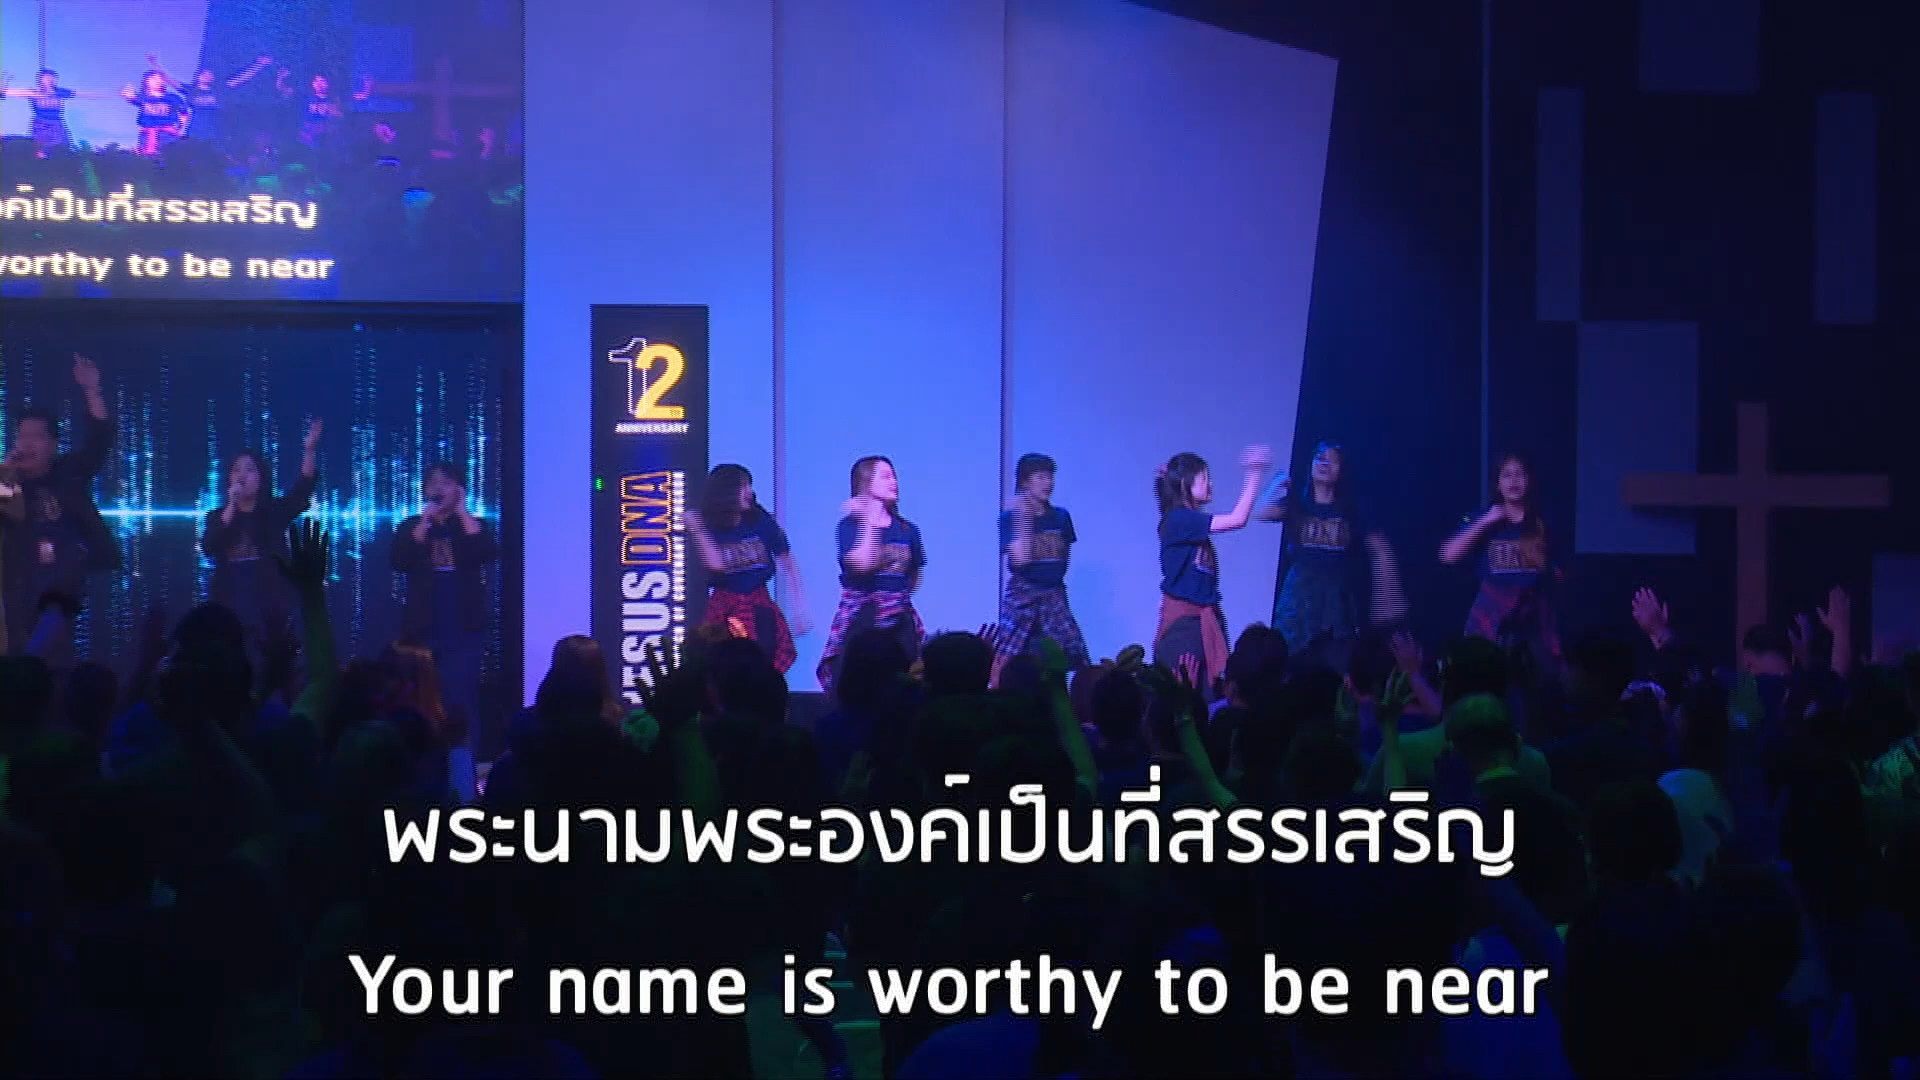 ค์เป็นที่สรรเสริญ
worthy to be near
12
ANNIVERSARY
JESUS DNA
พระนามพระองค์เป็นที่สรรเสริญ
Your name is worthy to be near